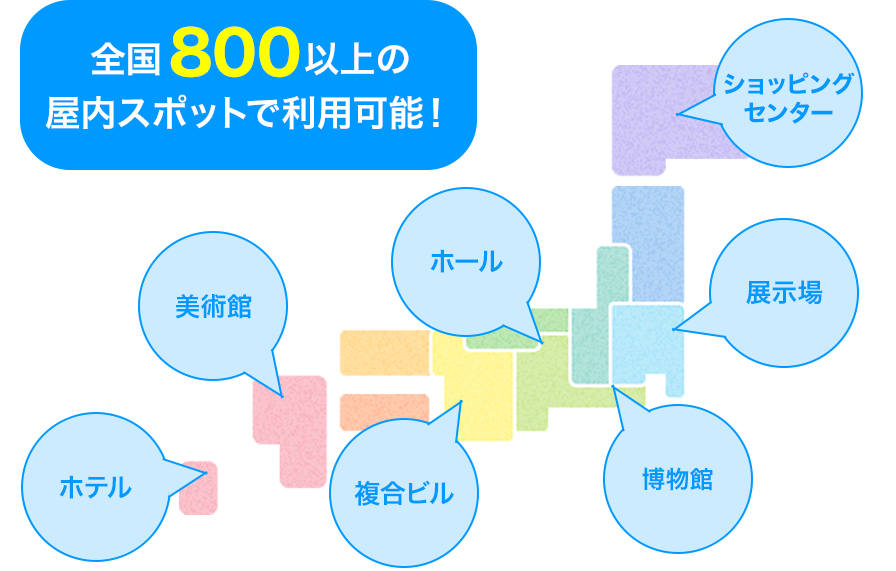 全国800以上の
屋内スポットで利用可能！
ショッピング
センター
ホール
展示場
美術館
ホテル
複合ビル
博物館